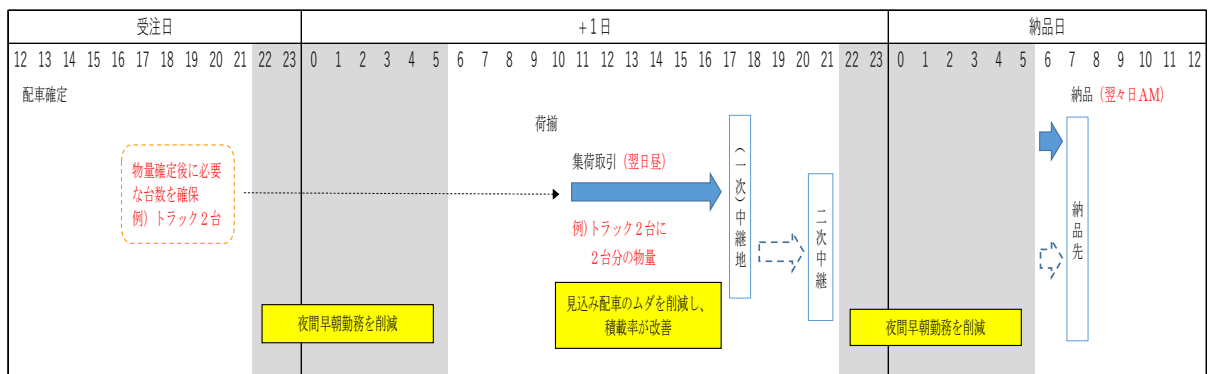 受注日 +1日 納品日
12 13 14 15 16 17 18 19 20 21 22 23 0 1 2 3 4 5 6 7 8 9 10 11 12 13 14 15 16 17 18 19 20 21 22 23 0 1 2 3 4 5 6 7 8 9 10 11 12
配車確定
納品（翌々日AM）
荷揃
物量確定後に必要
な台数を確保
例）トラック2台
集荷取引（翌日昼）
例）トラック2台に
2台分の物量
（一次）中継地
二次中継
納品先
夜間早朝勤務を削減
見込み配車のムダを削減し、
積載率が改善
夜間早朝勤務を削減